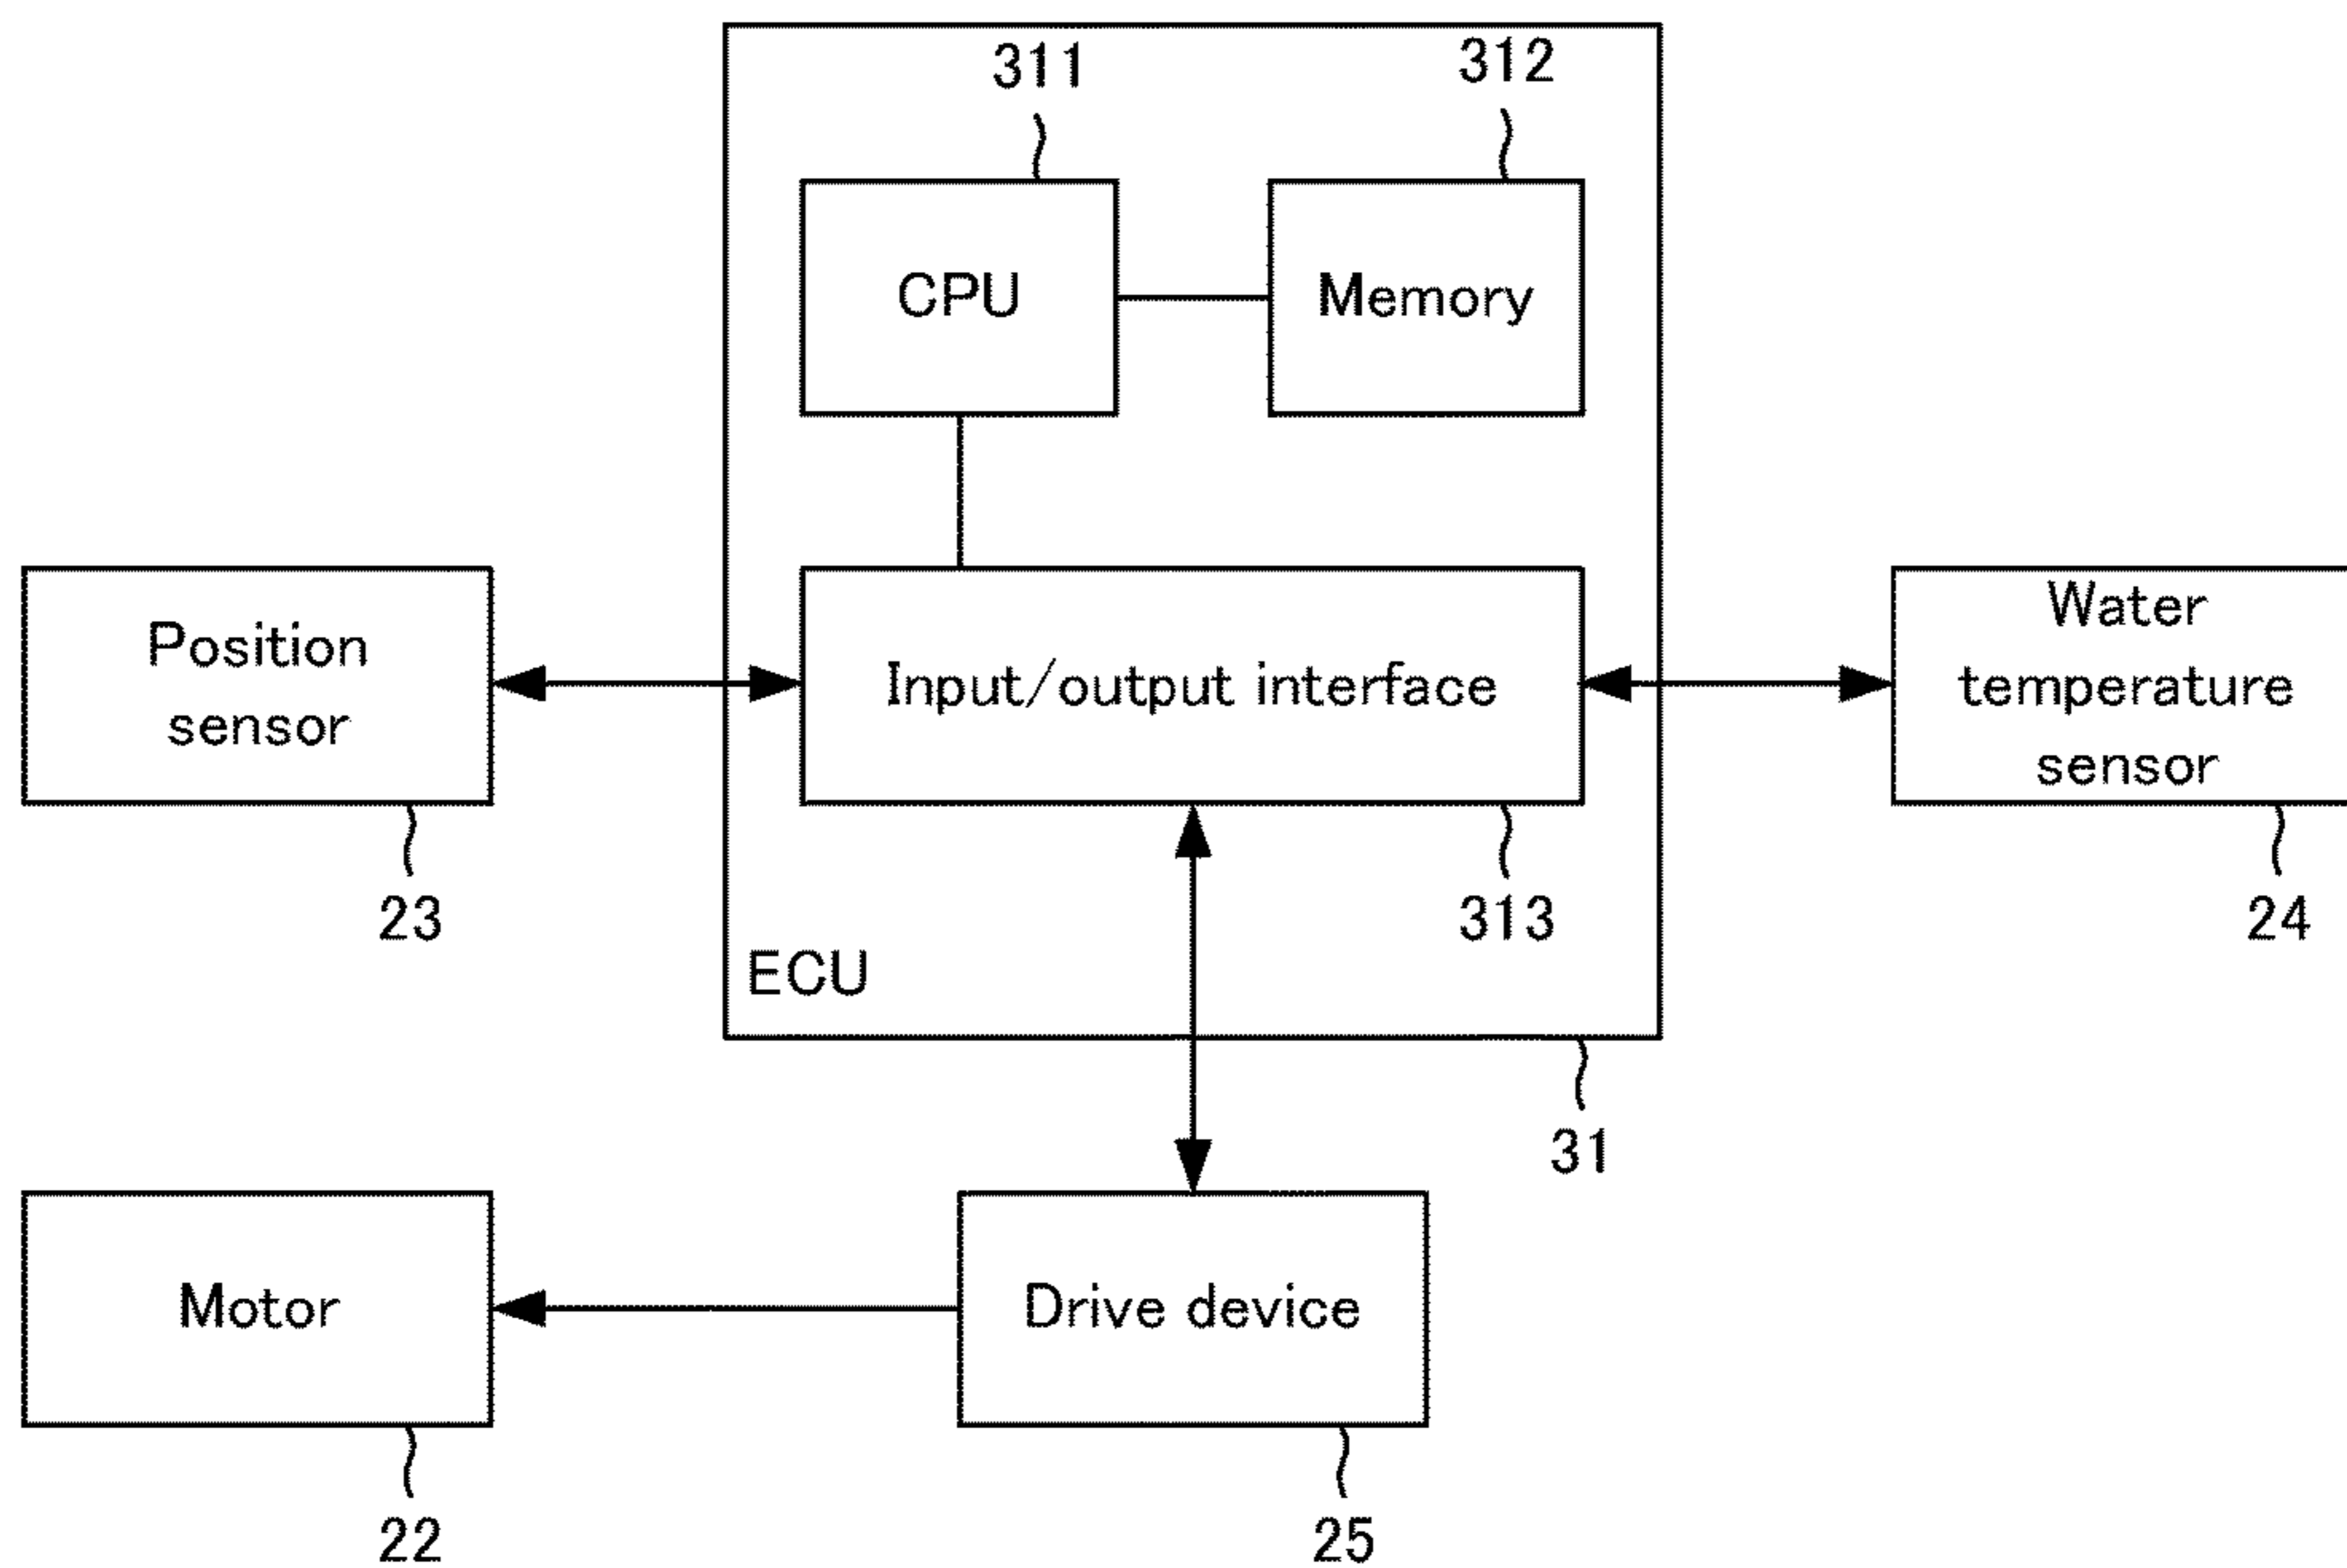 311
312
CPU
Memory
Position
sensor
Input/output interface
Water
temperature
sensor
23
313
24
ECU
31
Motor
Drive device
22
25